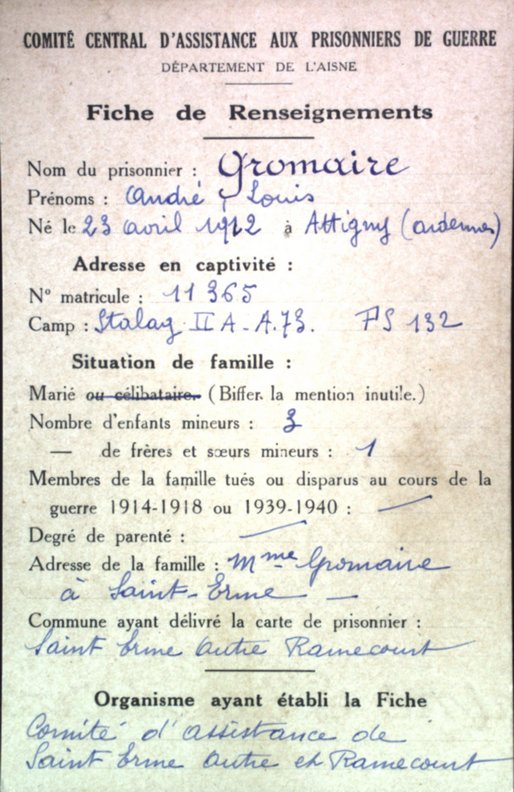 COMITÉ CENTRAL D'ASSISTANCE AUX PRISONNIERS DE GUERRE
DÉPARTEMENT DE L'AISNE
Fiche de Renseignements
Nom du prisonnier : Gromaire
Prénoms : André, Louis
Né le 23 avril 1912 à Attigny (ardennes)
Adresse en captivité :
N° matricule : 11365
Camp : Stalag II A - A.73. PS 132
Situation de famille :
Marié ou célibataire. (Biffer la mention inutile.)
Nombre d'enfants mineurs : 3
— de frères et sœurs mineurs : 1
Membres de la famille tués ou disparus au cours de la
guerre 1914-1918 ou 1939-1940 : —
Degré de parenté : —
Adresse de la famille : Mme Gromaire
à Saint-Erme —
Commune ayant délivré la carte de prisonnier :
Saint Erme Outre Ramecourt
Organisme ayant établi la Fiche
Comité d'assistance de
Saint Erme Outre et Ramecourt